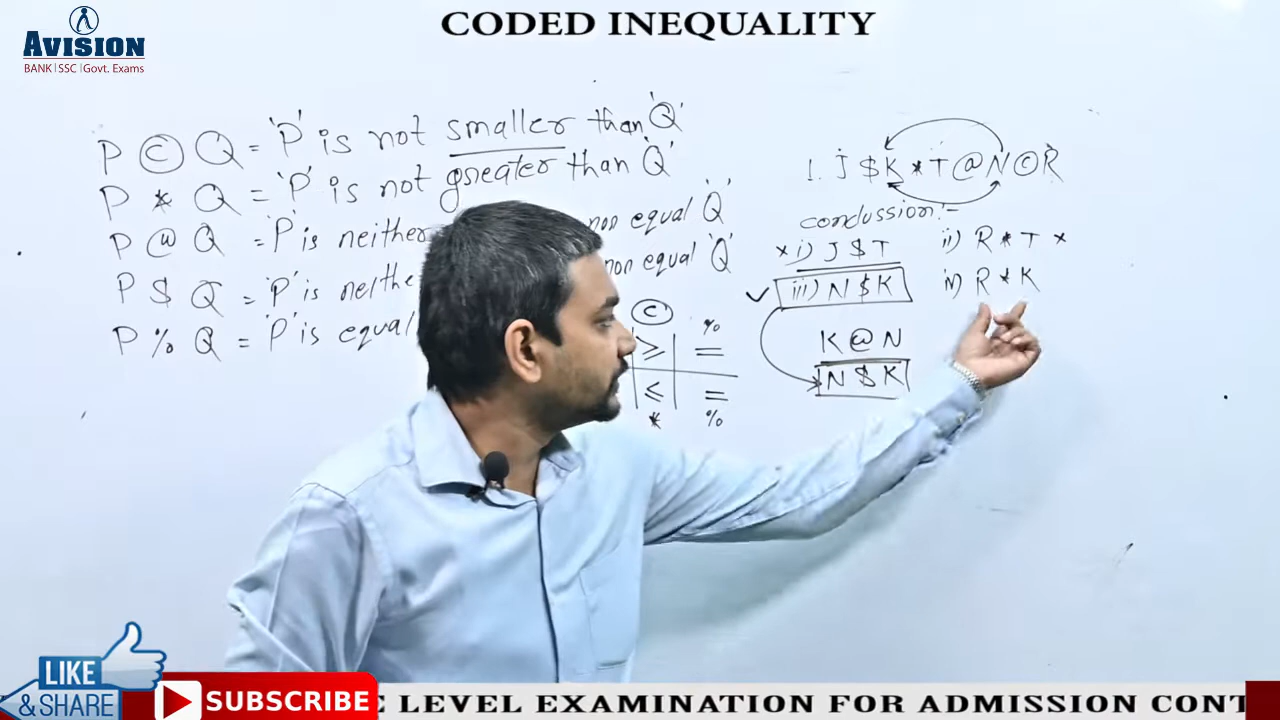 CODED INEQUALITY
AVISION
BANK | SSC | Govt. Exams
P © Q = 'P' is not smaller than 'Q'
P * Q = 'P' is not greater than 'Q'
P @ Q = 'P' is neither non equal 'Q'
P $ Q = 'P' is neithe non equal 'Q'
P % Q = 'P' is equal
©
%
≥ =
≤ =
* %
1. J $ K * T @ N © R
conclussion:-
× i) J $ T ii) R * T ×
✓ iii) N $ K iv) R * K
K @ N
N $ K
LIKE
& SHARE
SUBSCRIBE
LEVEL EXAMINATION FOR ADMISSION CONT